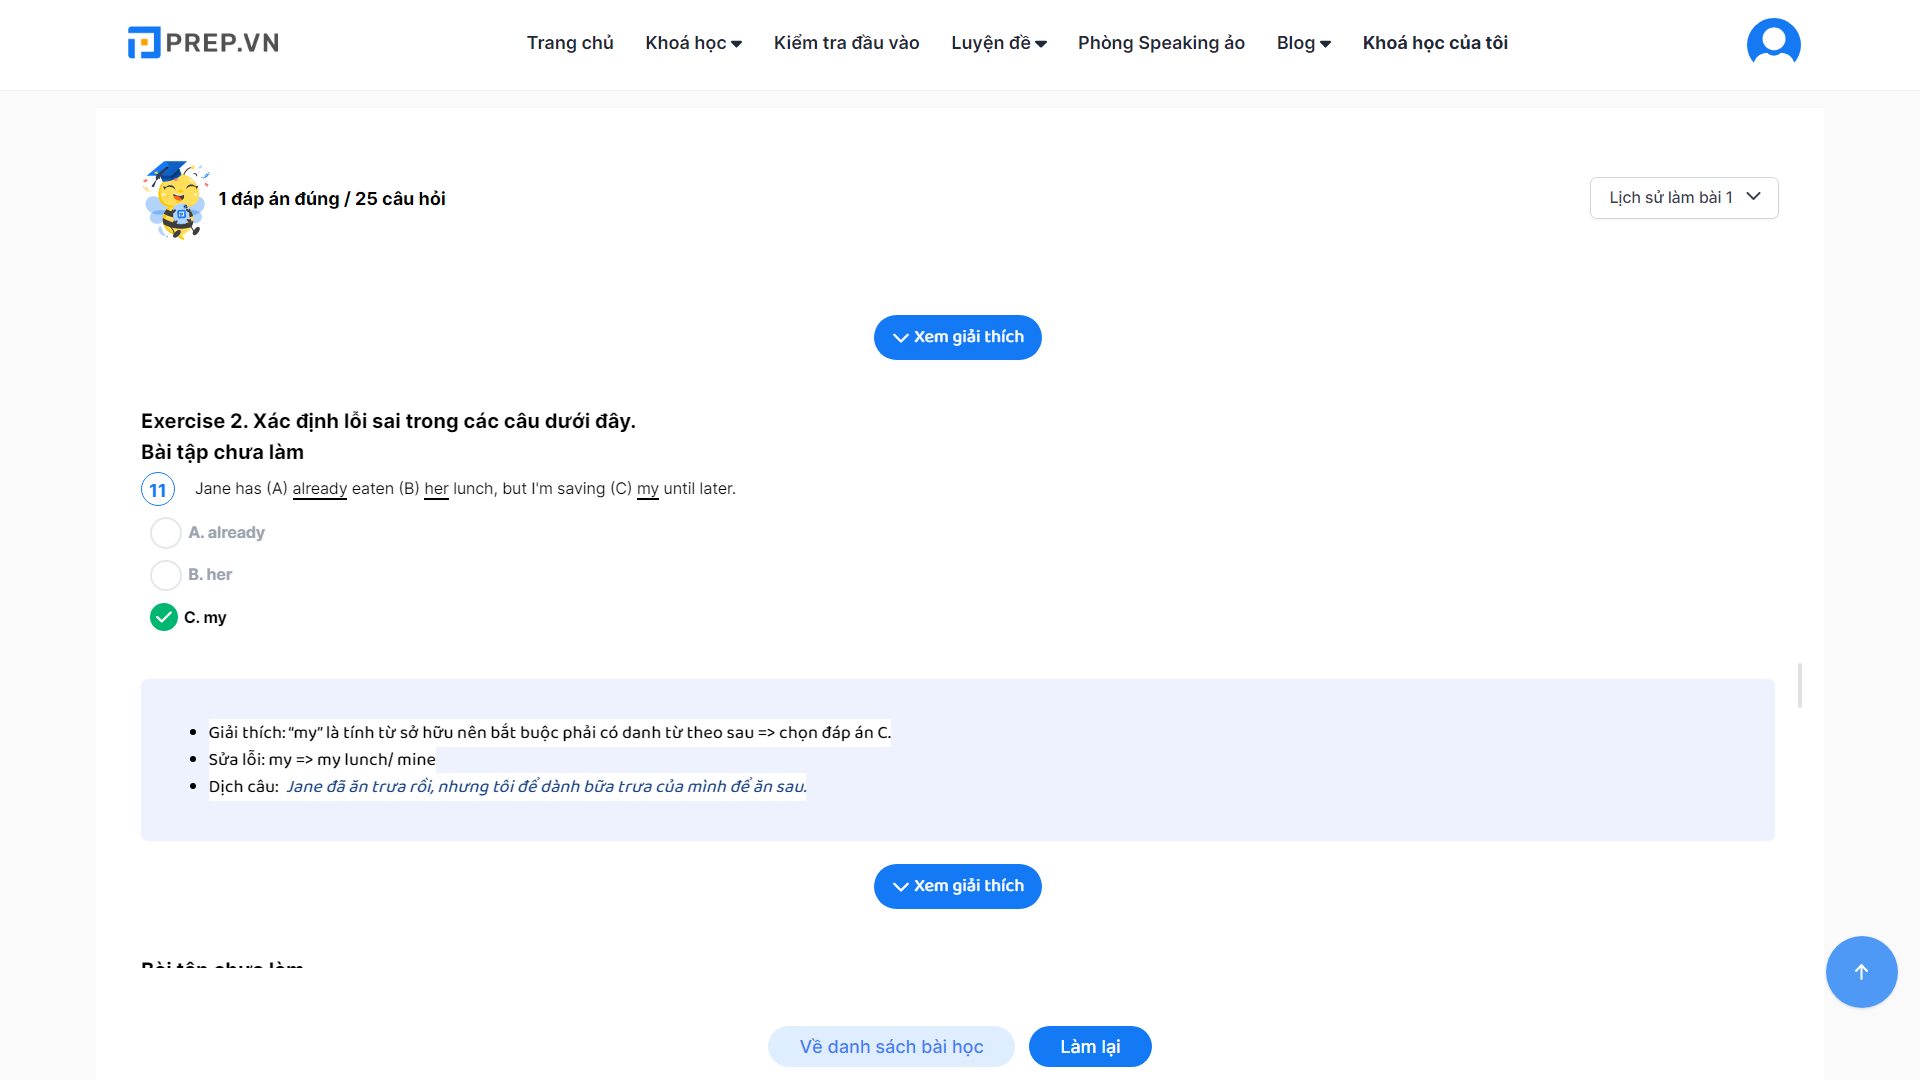 PREP.VN
Trang chủ Khoá học Kiểm tra đầu vào Luyện đề Phòng Speaking ảo Blog Khoá học của tôi
1 đáp án đúng / 25 câu hỏi
Lịch sử làm bài 1
Xem giải thích
Exercise 2. Xác định lỗi sai trong các câu dưới đây.
Bài tập chưa làm
11 Jane has (A) already eaten (B) her lunch, but I'm saving (C) my until later.
A. already
B. her
C. my
Giải thích: “my” là tính từ sở hữu nên bắt buộc phải có danh từ theo sau => chọn đáp án C.
Sửa lỗi: my => my lunch/ mine
Dịch câu: Jane đã ăn trưa rồi, nhưng tôi để dành bữa trưa của mình để ăn sau.
Xem giải thích
Bài tập chưa làm
Về danh sách bài học Làm lại